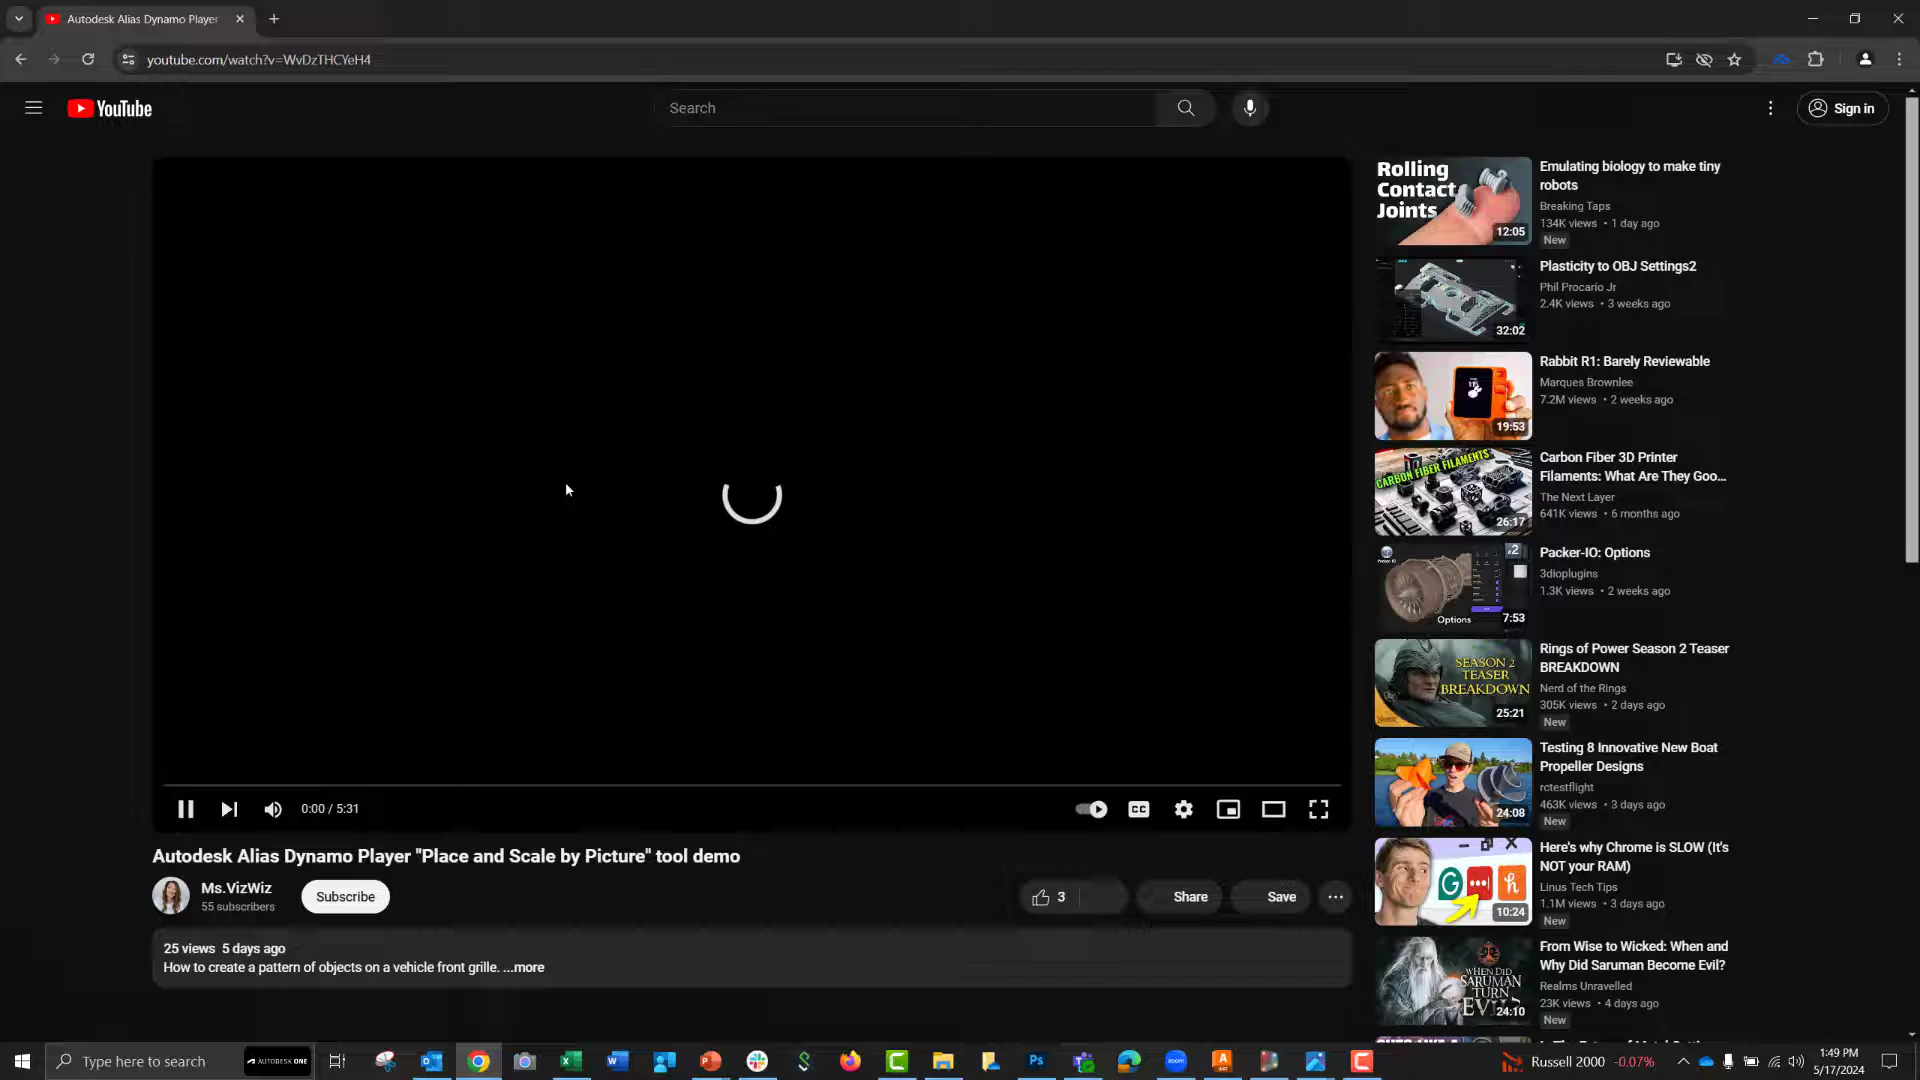 Autodesk Alias Dynamo Player
youtube.com/watch?v=WvDzTHCYeH4
YouTube
Search
Sign in
0:00 / 5:31
CC
Autodesk Alias Dynamo Player "Place and Scale by Picture" tool demo
Ms.VizWiz
55 subscribers
Subscribe
3
Share
Save
25 views 5 days ago
How to create a pattern of objects on a vehicle front grille. ...more
Rolling
Contact
Joints
12:05
Emulating biology to make tiny
robots
Breaking Taps
134K views • 1 day ago
New
32:02
Plasticity to OBJ Settings2
Phil Procario Jr
2.4K views • 3 weeks ago
19:53
Rabbit R1: Barely Reviewable
Marques Brownlee
7.2M views • 2 weeks ago
CARBON FIBER FILAMENTS
26:17
Carbon Fiber 3D Printer
Filaments: What Are They Goo...
The Next Layer
641K views • 6 months ago
Options
7:53
Packer-IO: Options
3dioplugins
1.3K views • 2 weeks ago
SEASON 2
TEASER
BREAKDOWN
25:21
Rings of Power Season 2 Teaser
BREAKDOWN
Nerd of the Rings
305K views • 2 days ago
New
24:08
Testing 8 Innovative New Boat
Propeller Designs
rctestflight
463K views • 3 days ago
New
10:24
Here's why Chrome is SLOW (It's
NOT your RAM)
Linus Tech Tips
1.1M views • 3 days ago
New
WHEN DID
SARUMAN
TURN
EVIL
24:10
From Wise to Wicked: When and
Why Did Saruman Become Evil?
Realms Unravelled
23K views • 4 days ago
New
Type here to search
AUTODESK ONE
Ps
zoom
Russell 2000 -0.07%
1:49 PM
5/17/2024